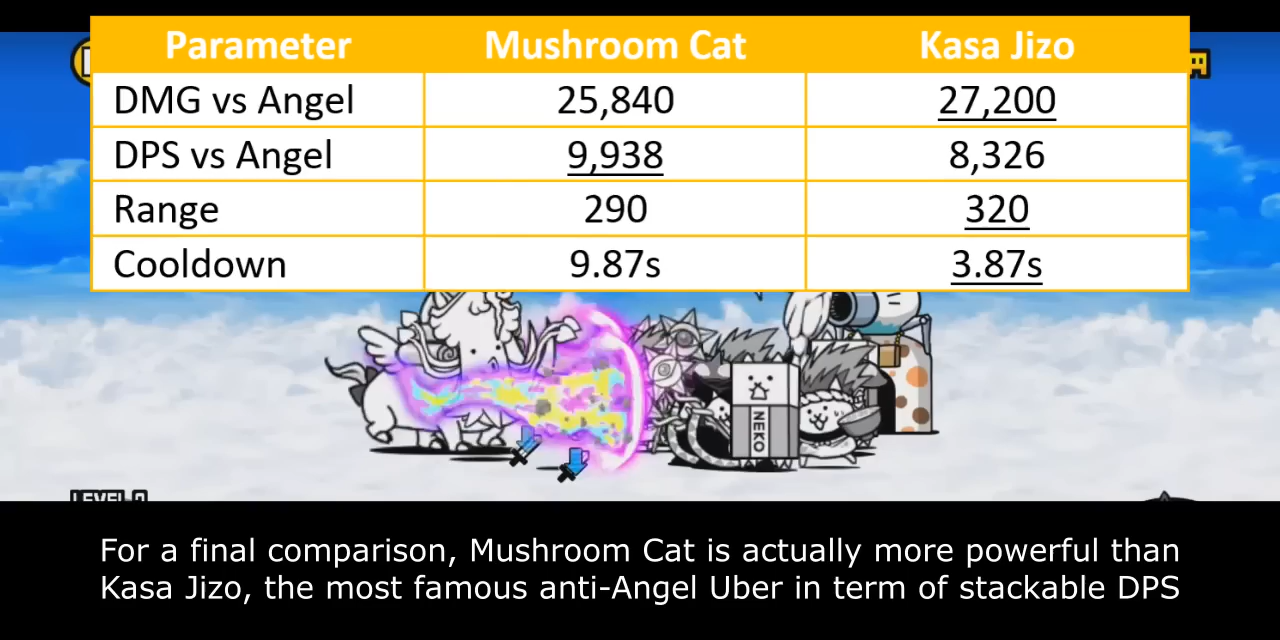 Parameter Mushroom Cat Kasa Jizo
DMG vs Angel 25,840 27,200
DPS vs Angel 9,938 8,326
Range 290 320
Cooldown 9.87s 3.87s
NEKO
For a final comparison, Mushroom Cat is actually more powerful than
Kasa Jizo, the most famous anti-Angel Uber in term of stackable DPS